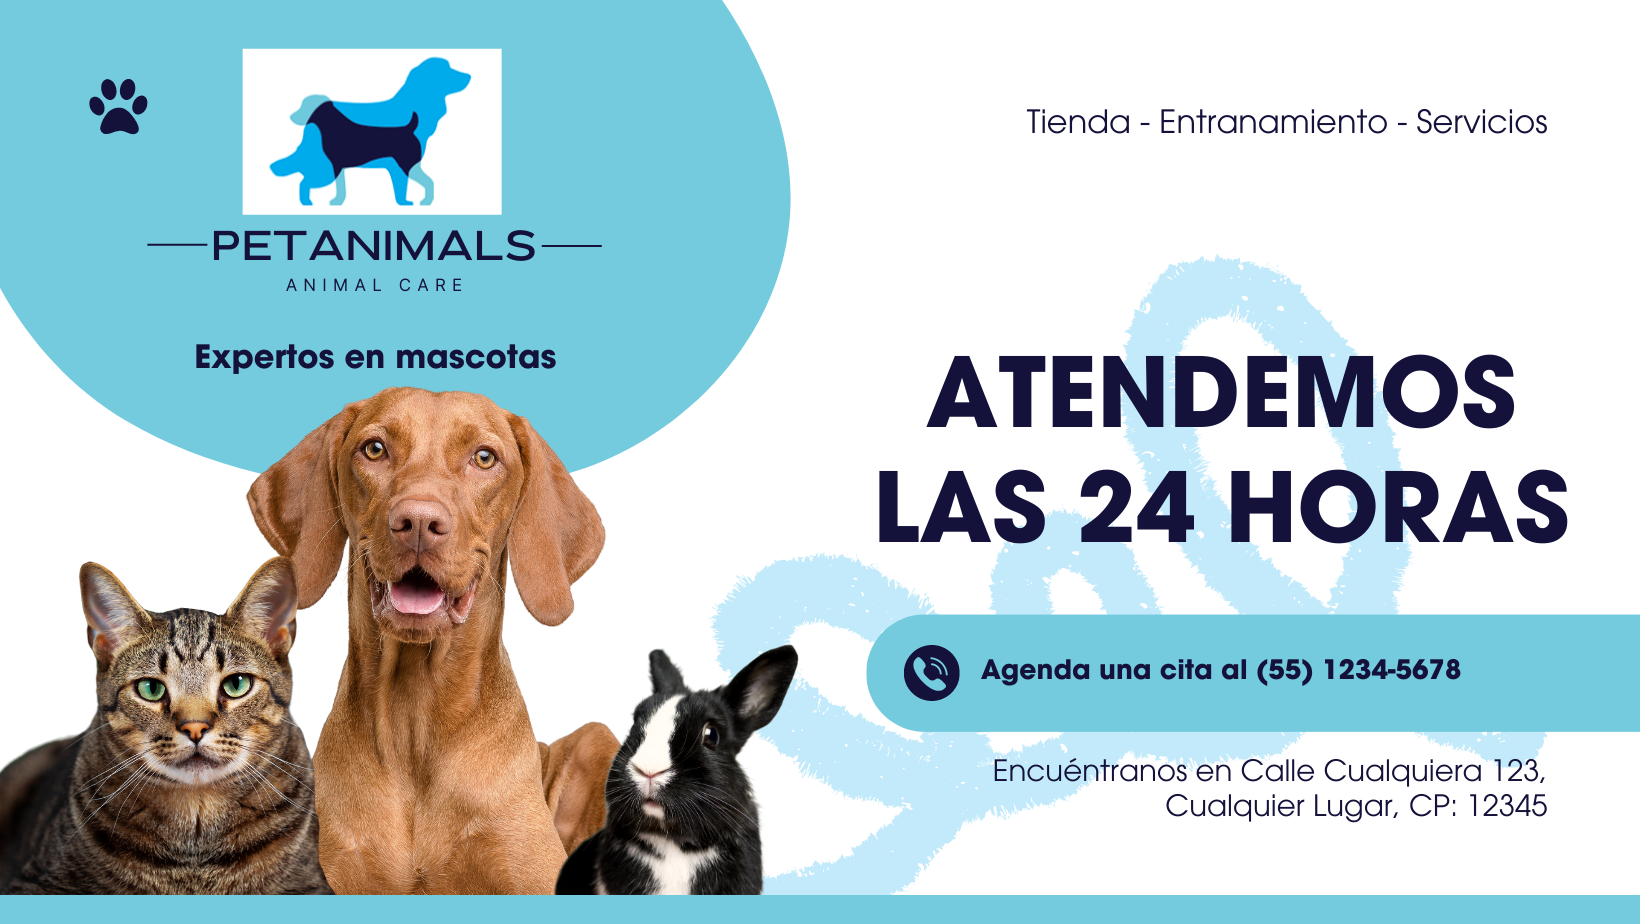 PETANIMALS
ANIMAL CARE
Expertos en mascotas
Tienda - Entranamiento - Servicios
ATENDEMOS
LAS 24 HORAS
Agenda una cita al (55) 1234-5678
Encuéntranos en Calle Cualquiera 123,
Cualquier Lugar, CP: 12345